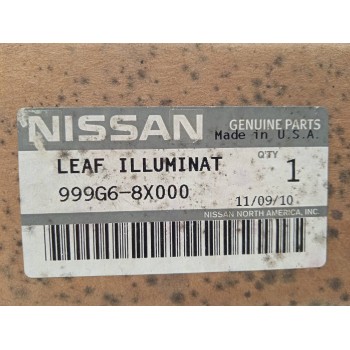 NISSAN GENUINE PARTS
Made in U.S.A.
LEAF ILLUMINAT QTY 1
999G6-8X000
11/09/10
NISSAN NORTH AMERICA, INC.